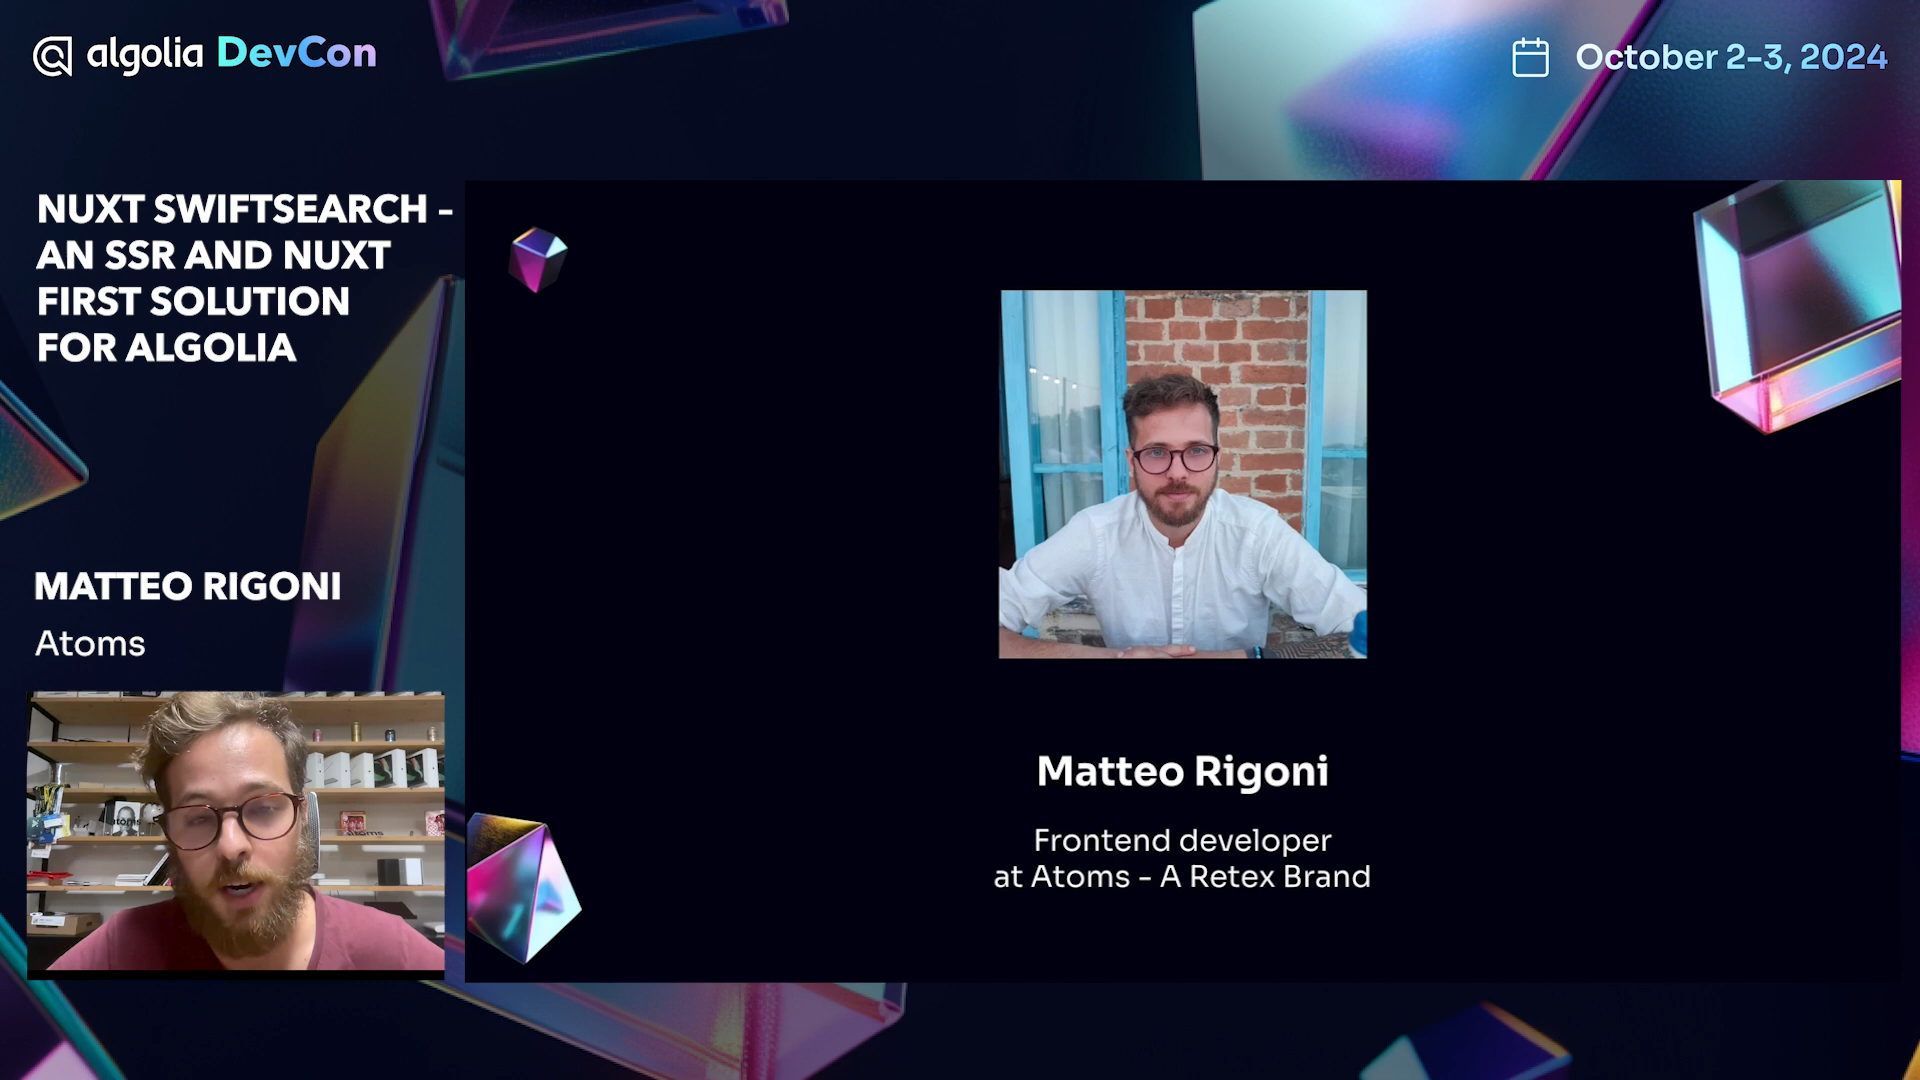 algolia DevCon
October 2-3, 2024
NUXT SWIFTSEARCH -
AN SSR AND NUXT
FIRST SOLUTION
FOR ALGOLIA
MATTEO RIGONI
Atoms
atoms
Matteo Rigoni
Frontend developer
at Atoms - A Retex Brand